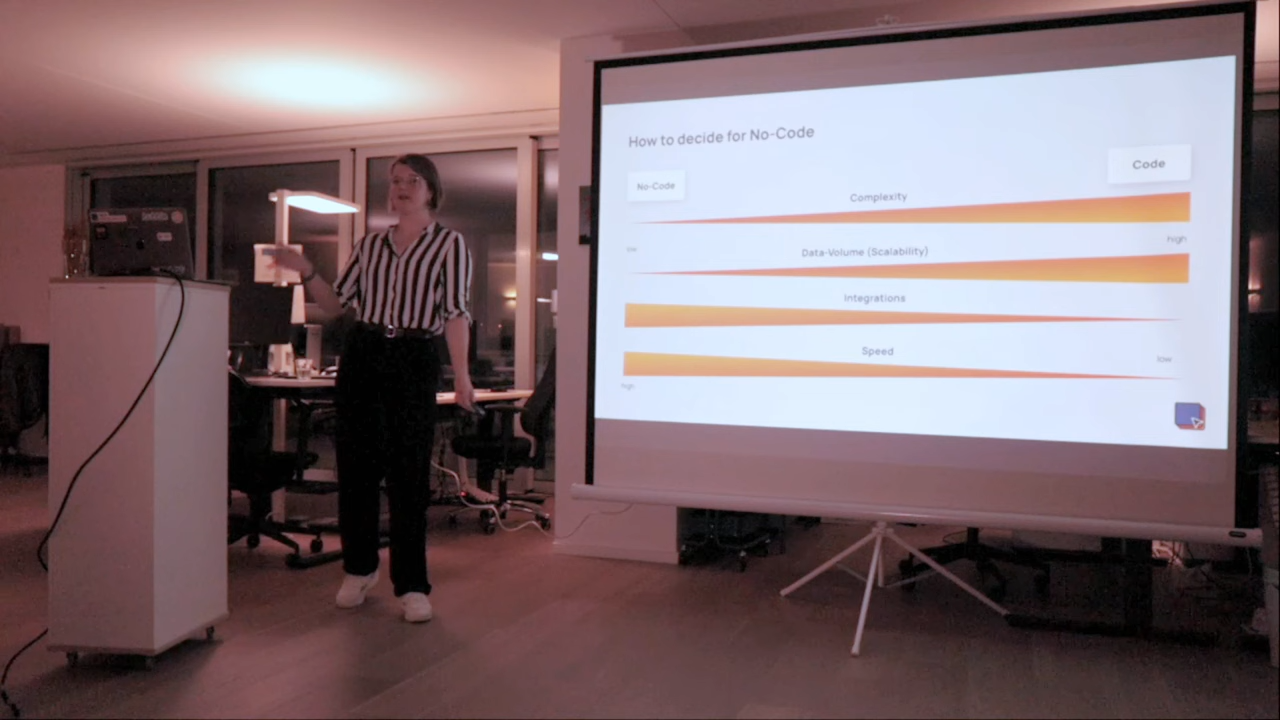 How to decide for No-Code
No-Code
Code
Complexity
low
high
Data-Volume (Scalability)
Integrations
Speed
low
high